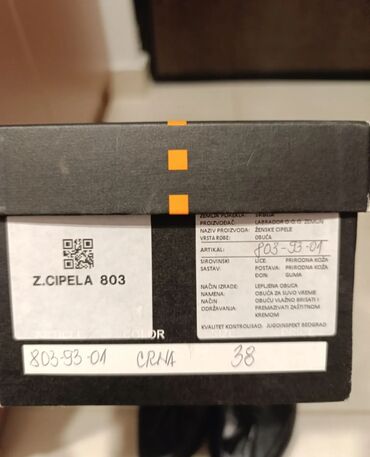 Z.CIPELA 803
ZEMLJA POREKLA: SRBIJA
PROIZVOĐAČ: LABRADOR D.O.O. ZEMUN
NAZIV PROIZVODA: ŽENSKE CIPELE
VRSTA ROBE: OBUĆA
ARTIKAL: 803-93-01
SIROVINSKI LICE: PRIRODNA KOŽA
SASTAV: POSTAVA: PRIRODNA KOŽA
ĐON: GUMA
NAČIN IZRADE: LEPLJENA OBUĆA
NAMENA: OBUĆA ZA SUVO VREME
NAČIN OBUĆU VLAŽNO BRISATI I
ODRŽAVANJA: PREMAZIVATI ZAŠTITNOM
KREMOM
KVALITET KONTROLISAO: JUGOINSPEKT BEOGRAD
COLOR
803-93-01 CRNA 38